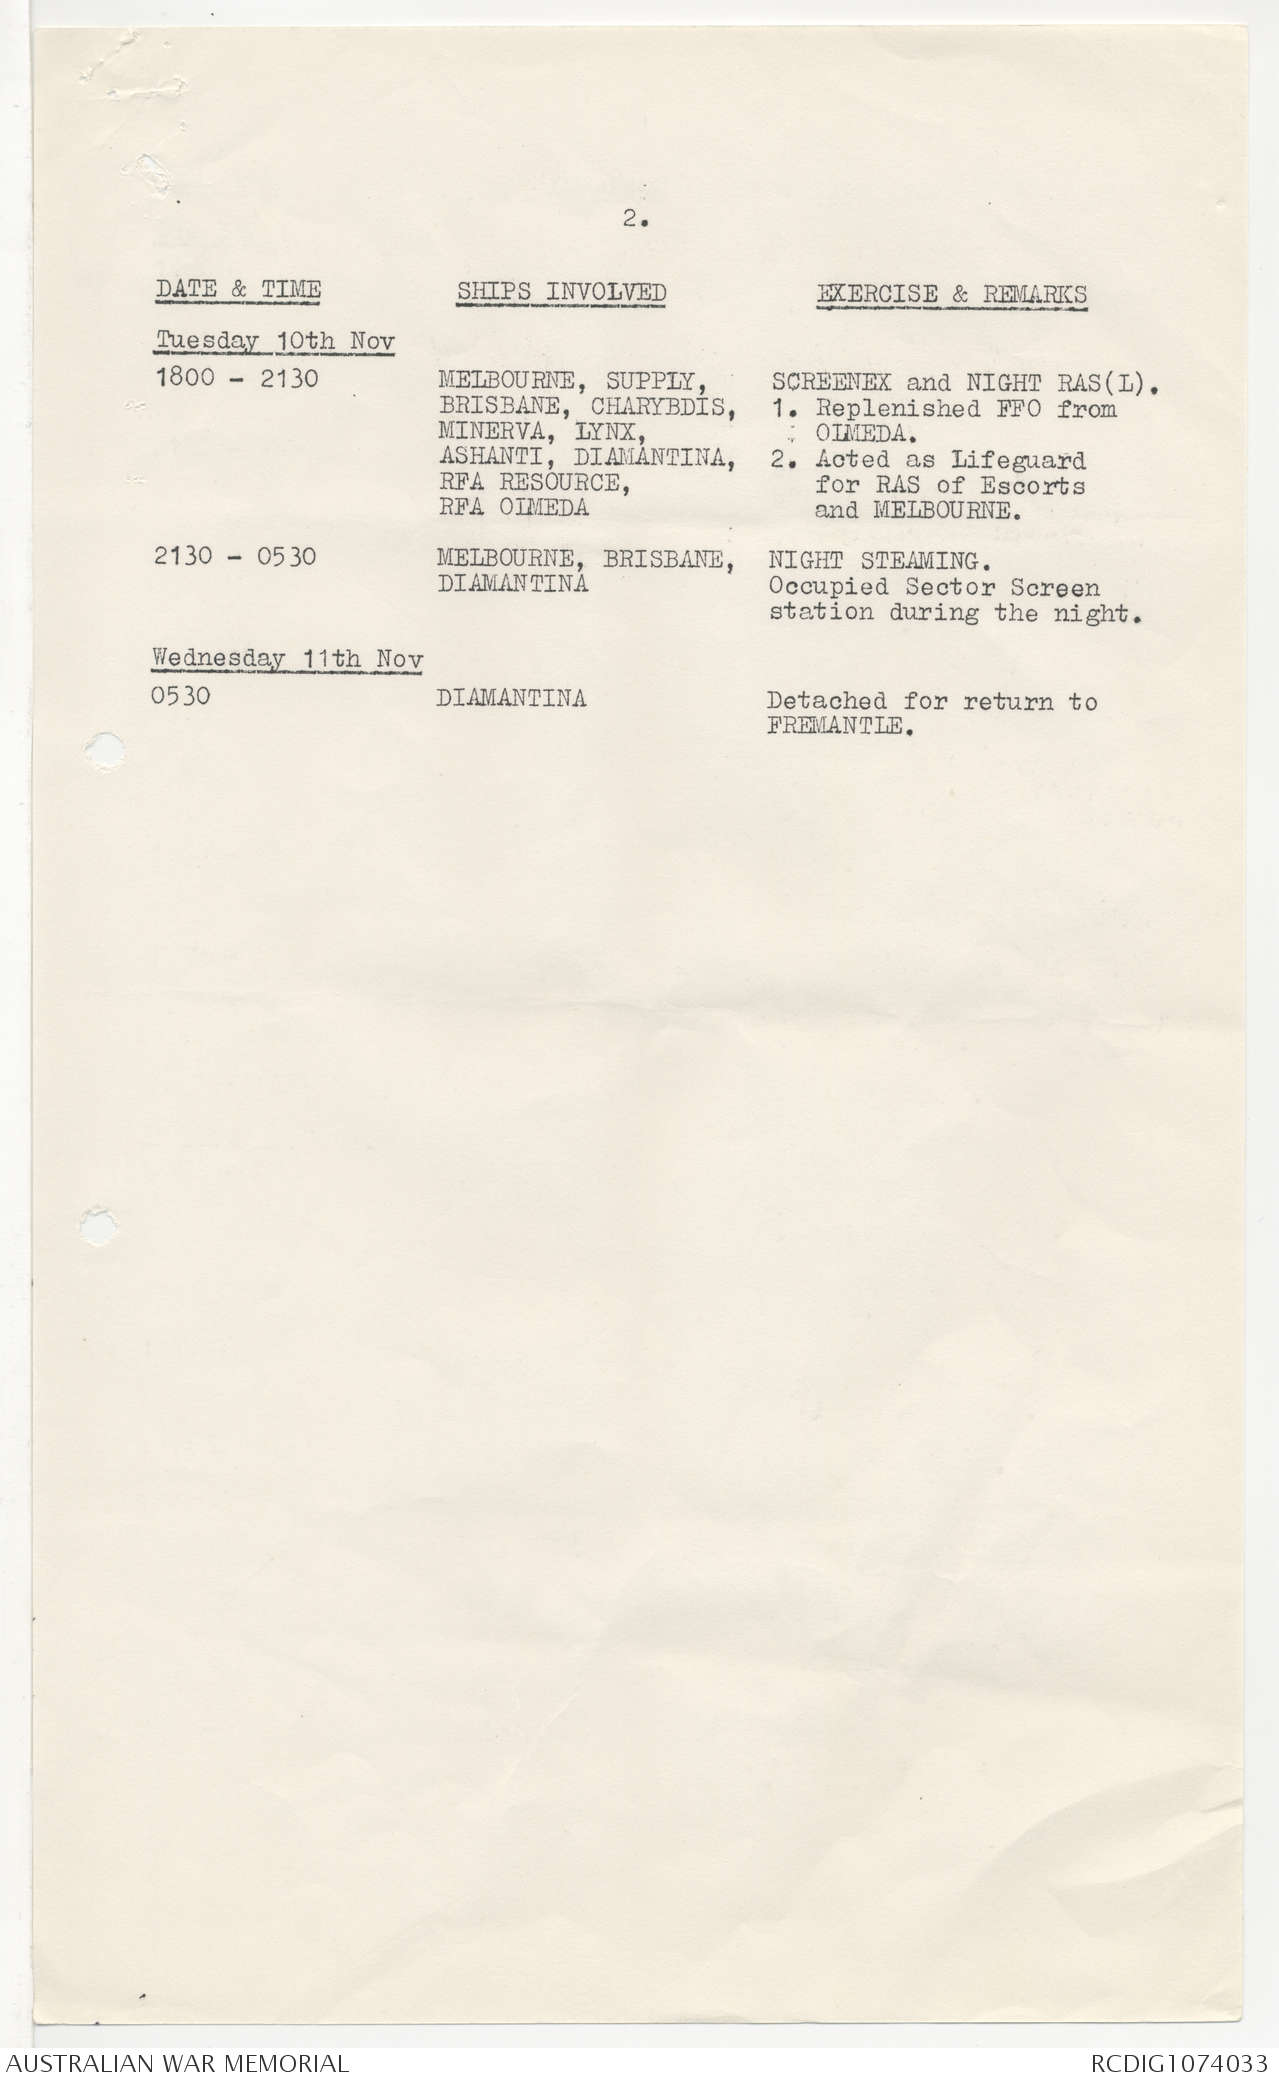 2.
DATE & TIME SHIPS INVOLVED EXERCISE & REMARKS
Tuesday 10th Nov
1800 - 2130 MELBOURNE, SUPPLY, SCREENEX and NIGHT RAS(L).
BRISBANE, CHARYBDIS, 1. Replenished FFO from
MINERVA, LYNX, OLMEDA.
ASHANTI, DIAMANTINA, 2. Acted as Lifeguard
RFA RESOURCE, for RAS of Escorts
RFA OLMEDA and MELBOURNE.
2130 - 0530 MELBOURNE, BRISBANE, NIGHT STEAMING.
DIAMANTINA Occupied Sector Screen
station during the night.
Wednesday 11th Nov
0530 DIAMANTINA Detached for return to
FREMANTLE.
AUSTRALIAN WAR MEMORIAL RCDIG1074033